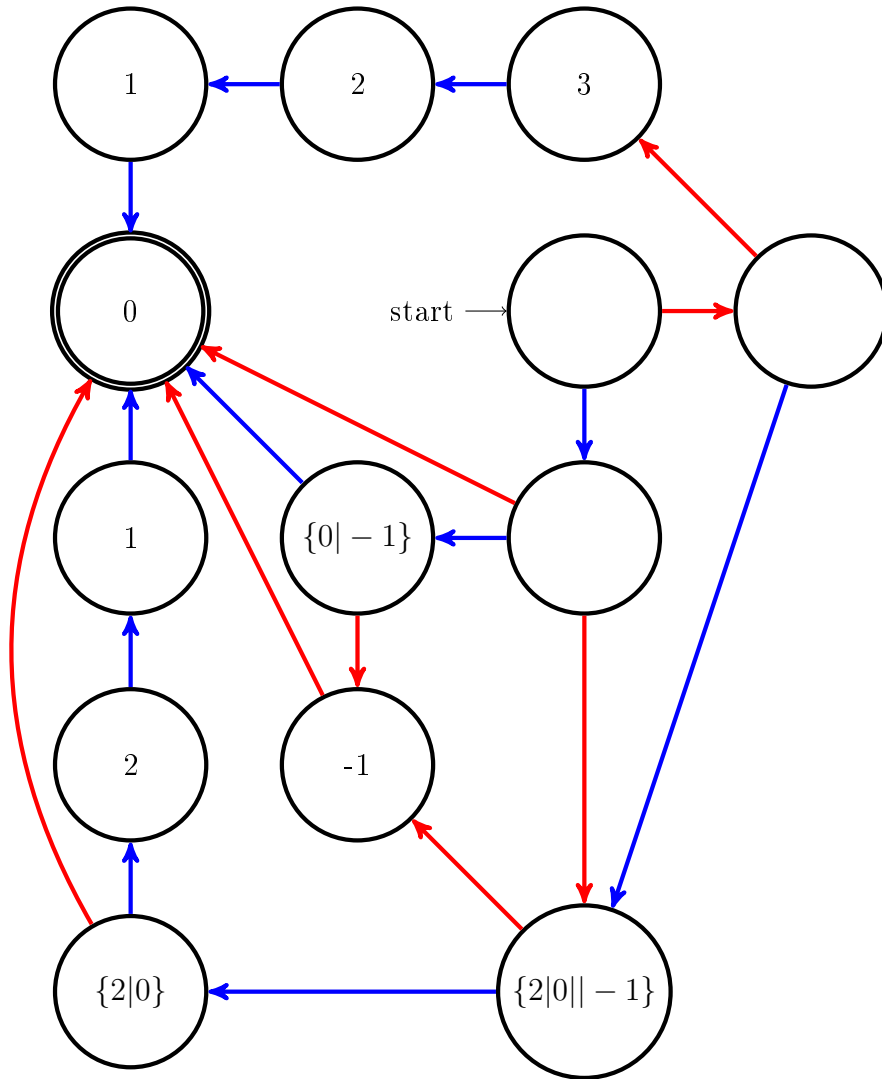 1 2 3
0 start
1 {0| − 1}
2 -1
{2|0} {2|0|| − 1}